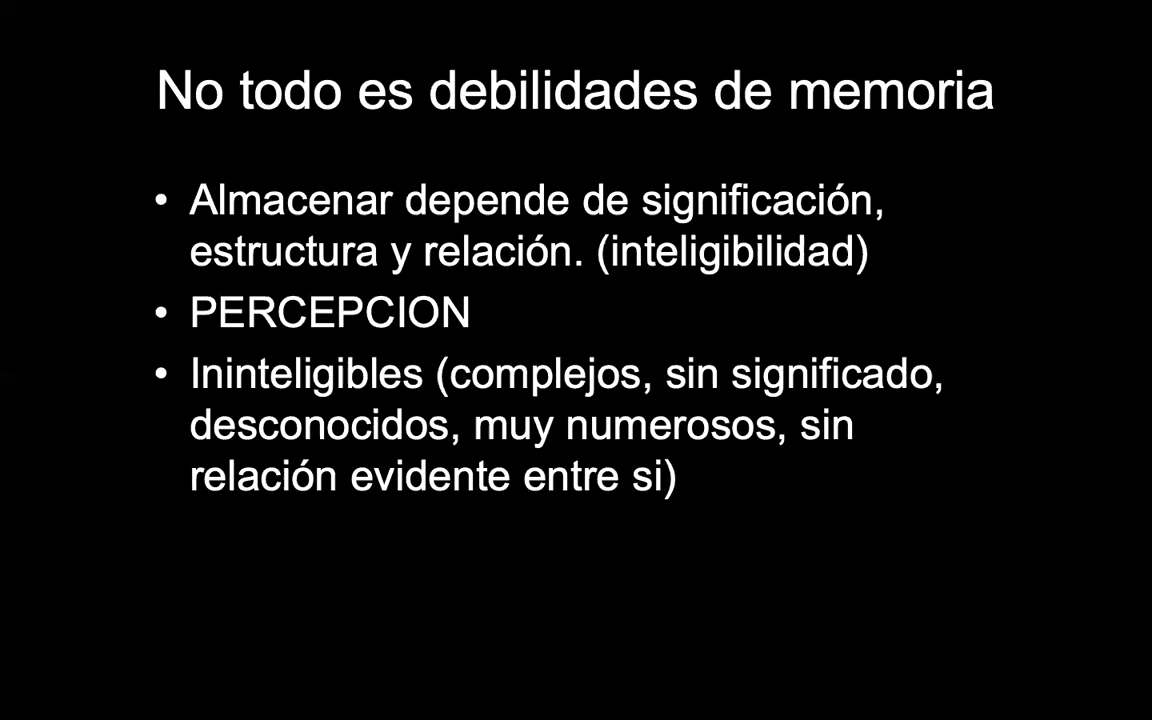 No todo es debilidades de memoria
• Almacenar depende de significación,
estructura y relación. (inteligibilidad)
• PERCEPCION
• Ininteligibles (complejos, sin significado,
desconocidos, muy numerosos, sin
relación evidente entre si)